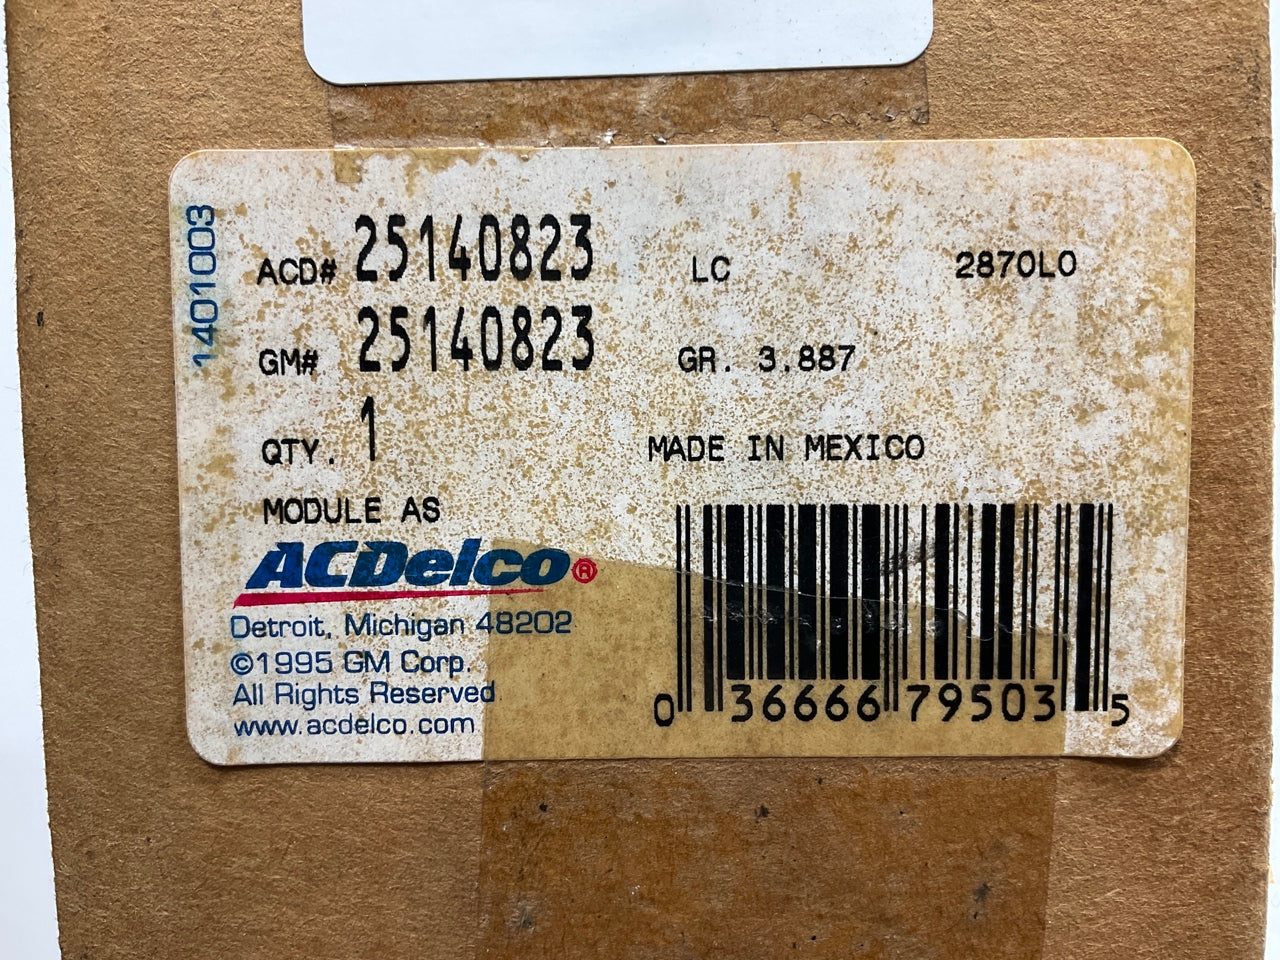 1401003
ACD# 25140823 LC 2870L0
GM# 25140823 GR. 3.887
QTY. 1 MADE IN MEXICO
MODULE AS
ACDelco®
Detroit, Michigan 48202
©1995 GM Corp.
All Rights Reserved
www.acdelco.com
0 36666 79503 5